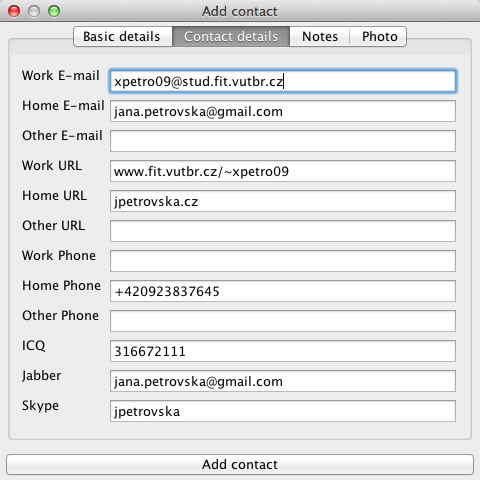 Add contact
Basic details Contact details Notes Photo
Work E-mail xpetro09@stud.fit.vutbr.cz
Home E-mail jana.petrovska@gmail.com
Other E-mail
Work URL www.fit.vutbr.cz/~xpetro09
Home URL jpetrovska.cz
Other URL
Work Phone
Home Phone +420923837645
Other Phone
ICQ 316672111
Jabber jana.petrovska@gmail.com
Skype jpetrovska
Add contact